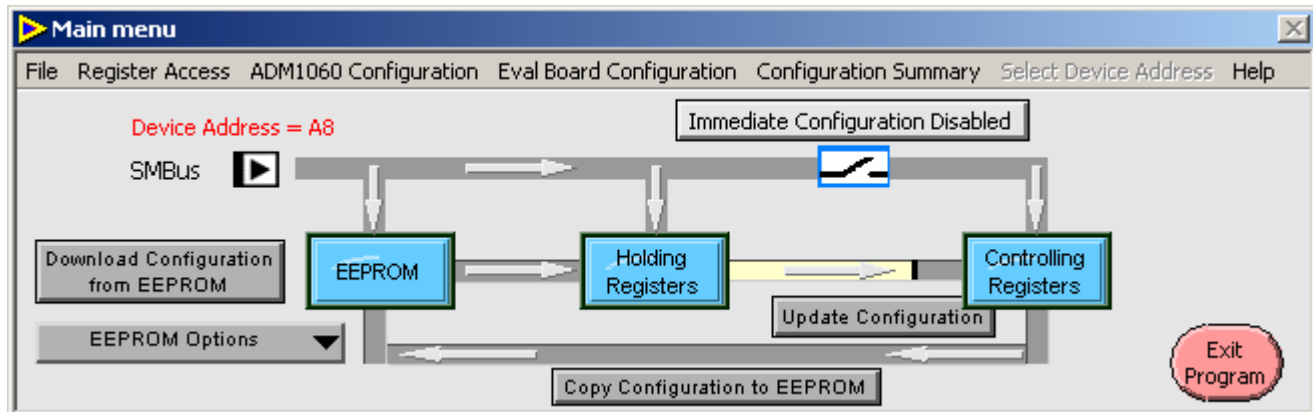 Main menu
File Register Access ADM1060 Configuration Eval Board Configuration Configuration Summary Select Device Address Help
Immediate Configuration Disabled
Device Address = A8
SMBus
Download Configuration
from EEPROM
EEPROM
Holding
Registers
Controlling
Registers
Update Configuration
EEPROM Options
Copy Configuration to EEPROM
Exit
Program